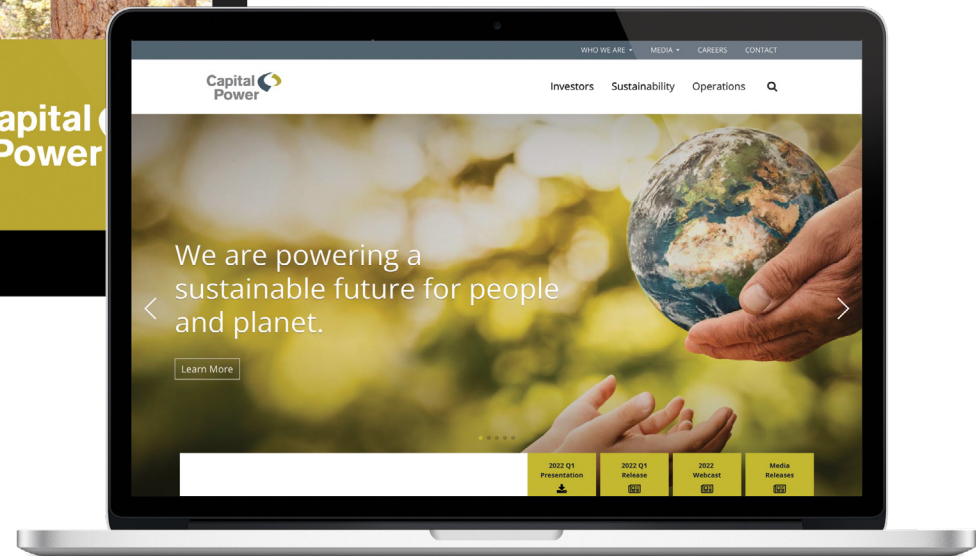 apital
Power
WHO WE ARE MEDIA CAREERS CONTACT
Capital
Power
Investors Sustainability Operations
We are powering a
sustainable future for people
and planet.
Learn More
2022 Q1
Presentation
2022 Q1
Release
2022
Webcast
Media
Releases